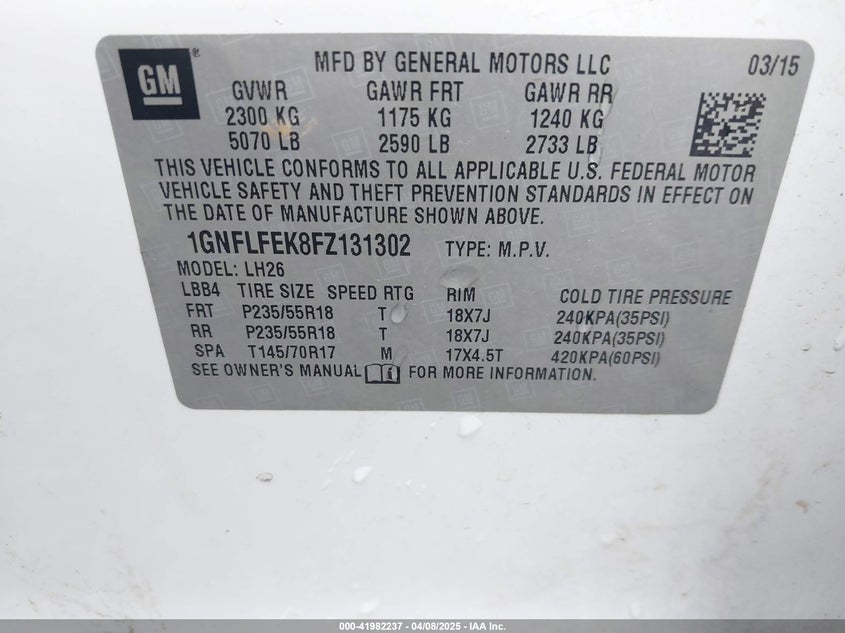 GM ®
MFD BY GENERAL MOTORS LLC 03/15
GVWR GAWR FRT GAWR RR
2300 KG 1175 KG 1240 KG
5070 LB 2590 LB 2733 LB
THIS VEHICLE CONFORMS TO ALL APPLICABLE U.S. FEDERAL MOTOR
VEHICLE SAFETY AND THEFT PREVENTION STANDARDS IN EFFECT ON
THE DATE OF MANUFACTURE SHOWN ABOVE.
1GNFLFEK8FZ131302 TYPE: M.P.V.
MODEL: LH26
LBB4 TIRE SIZE SPEED RTG RIM COLD TIRE PRESSURE
FRT P235/55R18 T 18X7J 240KPA(35PSI)
RR P235/55R18 T 18X7J 240KPA(35PSI)
SPA T145/70R17 M 17X4.5T 420KPA(60PSI)
SEE OWNER'S MANUAL FOR MORE INFORMATION.
000-41982237 - 04/08/2025 - IAA Inc.